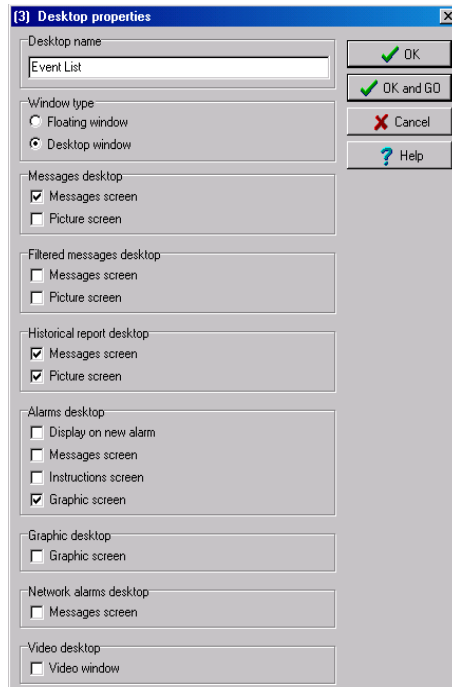 (3) Desktop properties
Desktop name
Event List
OK
OK and GO
Cancel
Help
Window type
Floating window
Desktop window
Messages desktop
Messages screen
Picture screen
Filtered messages desktop
Messages screen
Picture screen
Historical report desktop
Messages screen
Picture screen
Alarms desktop
Display on new alarm
Messages screen
Instructions screen
Graphic screen
Graphic desktop
Graphic screen
Network alarms desktop
Messages screen
Video desktop
Video window